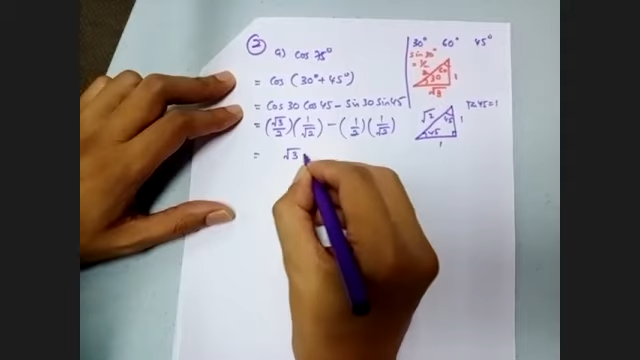 ② a) cos 75°
= cos (30° + 45°)
= cos 30 cos 45 – sin 30 sin 45
= (√3/2)(1/√2) – (1/2)(1/√2)
= √3
30° 60° 45°
sin 30°
= 1/2
2 60 1
30
√3
√2 45 1
45
1